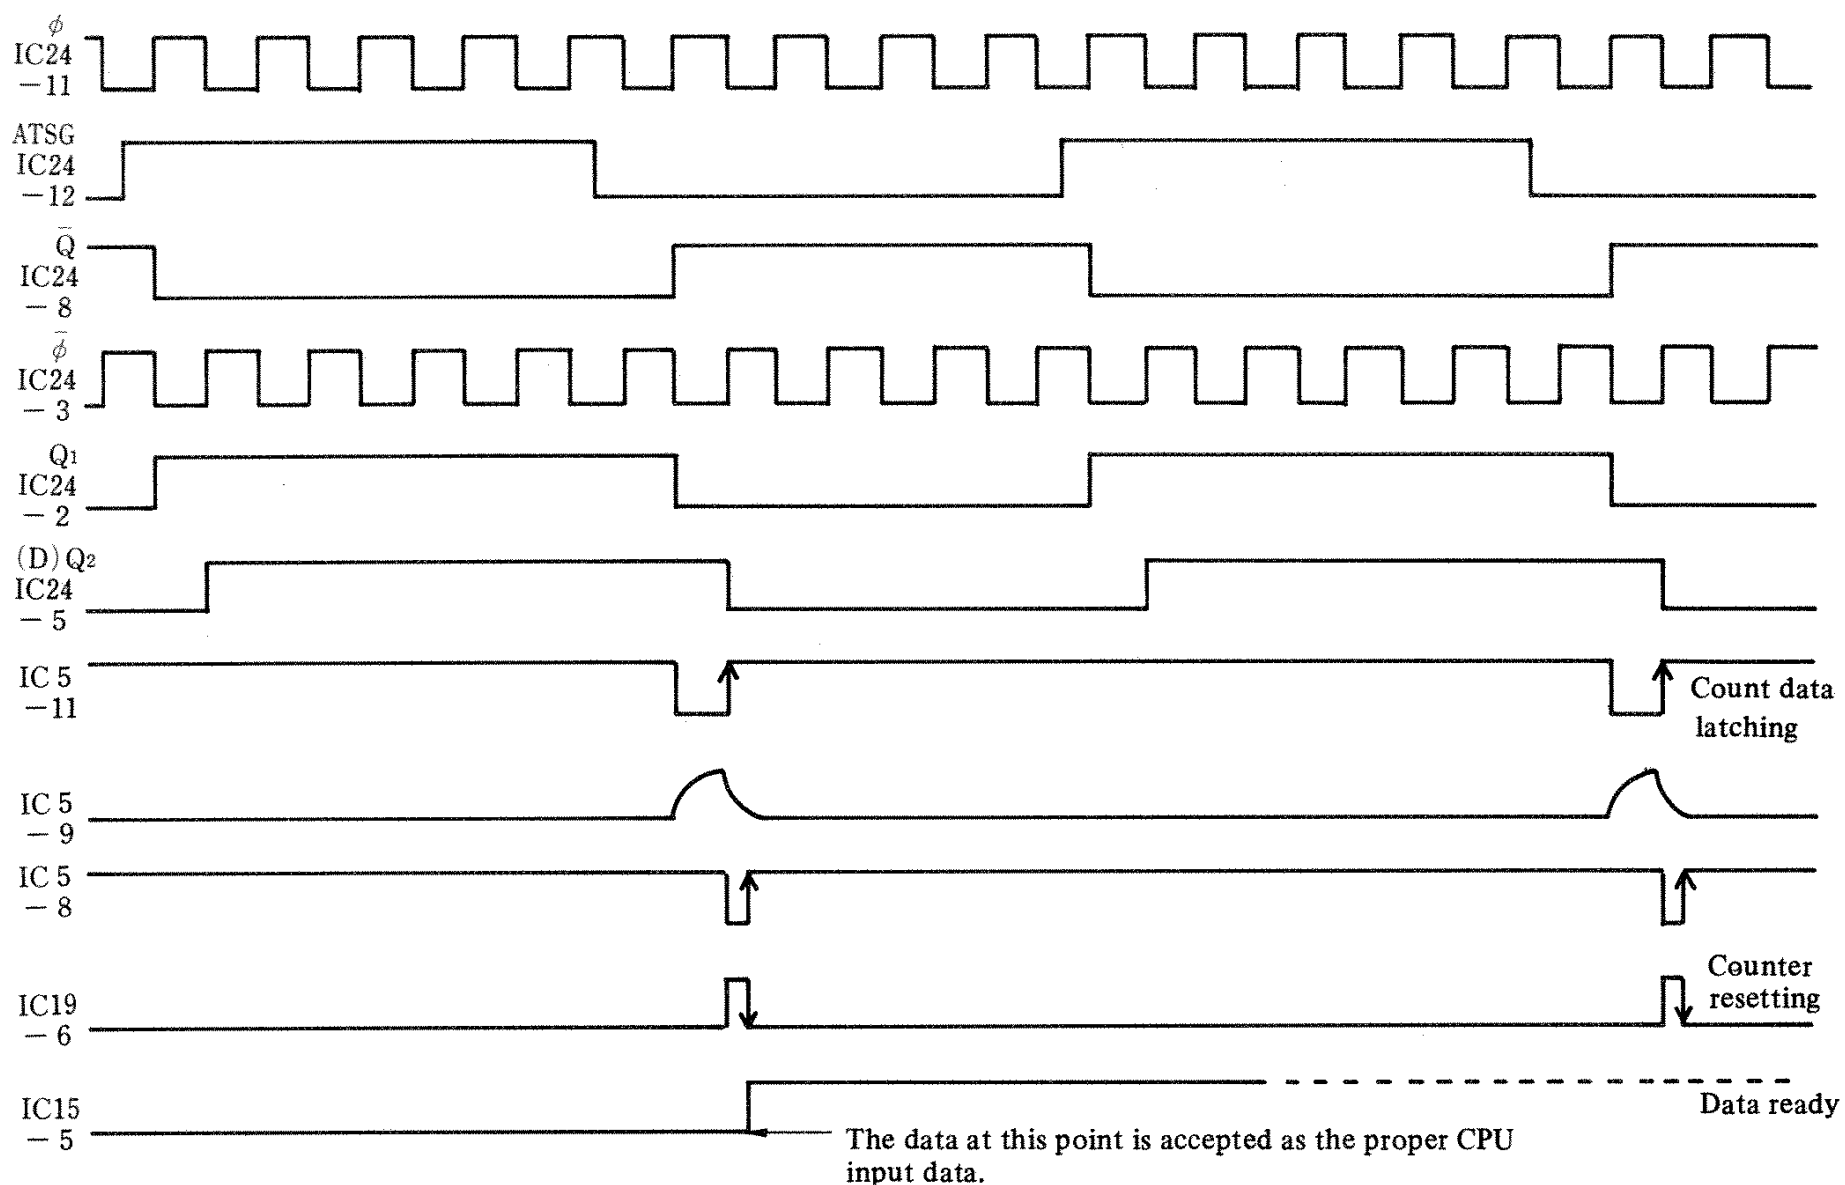 ϕ
IC24
—11
ATSG
IC24
—12
Q̄
IC24
— 8
ϕ̄
IC24
— 3
Q1
IC24
— 2
(D) Q2
IC24
— 5
IC 5
—11
Count data
latching
IC 5
— 9
IC 5
— 8
Counter
resetting
IC19
— 6
Data ready
IC15
— 5
The data at this point is accepted as the proper CPU
input data.